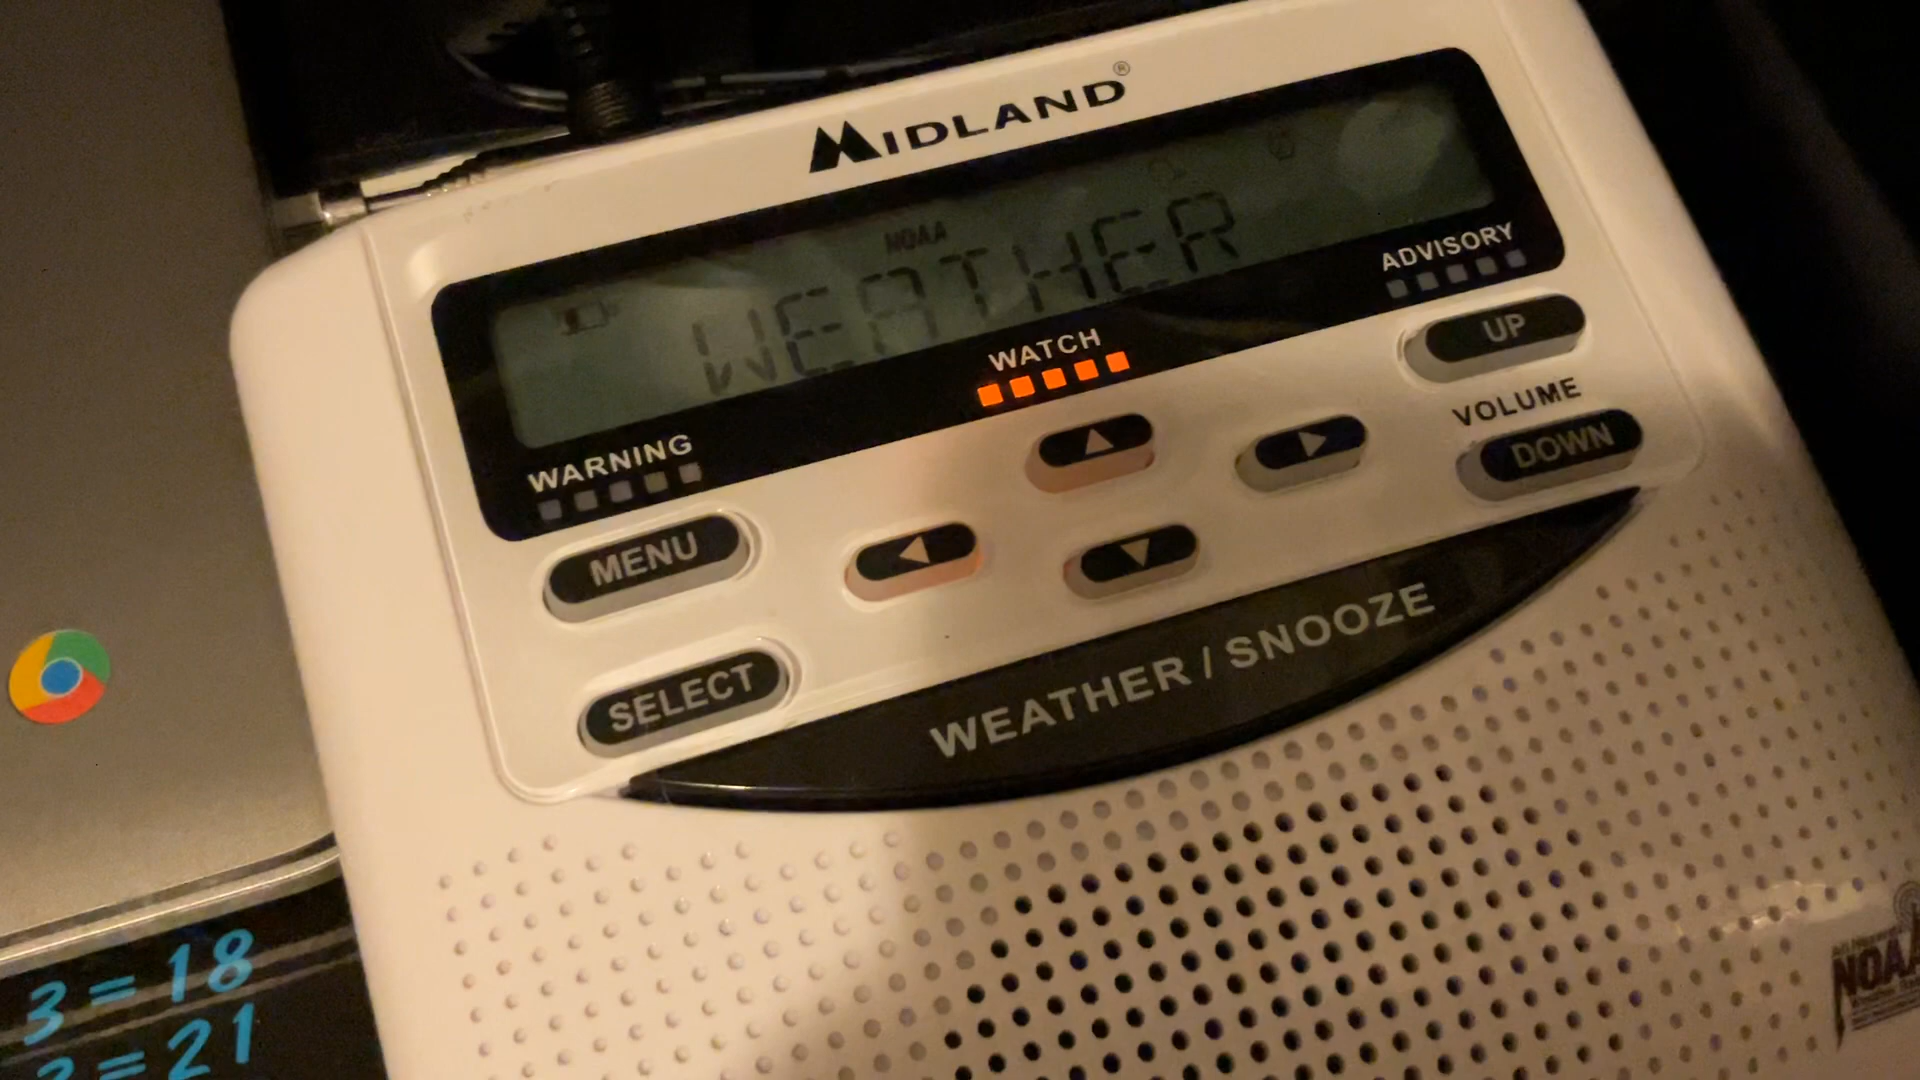 MIDLAND®
NOAA
WEATHER
WARNING
WATCH
ADVISORY
UP
VOLUME
DOWN
MENU
SELECT
WEATHER / SNOOZE
3 = 18
= 21
NOAA